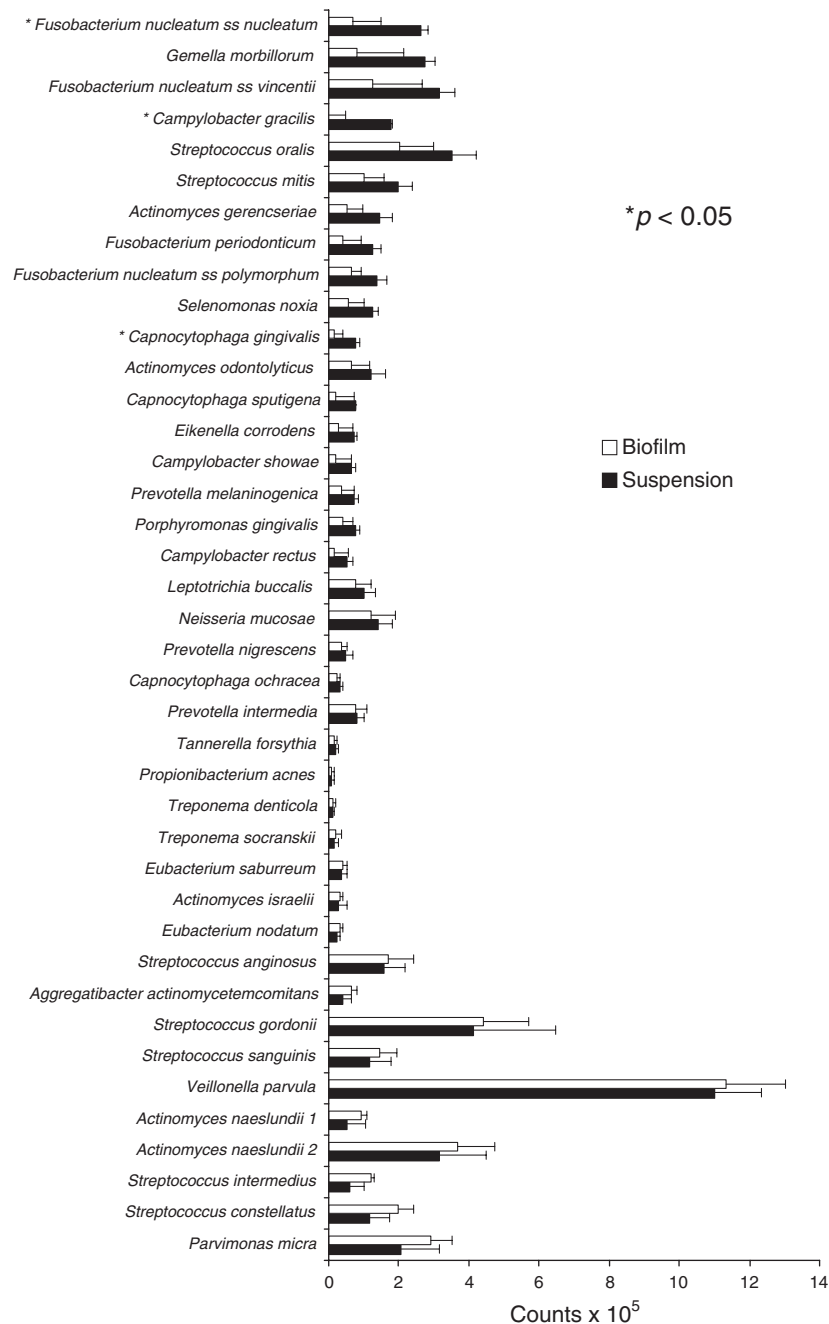 * Fusobacterium nucleatum ss nucleatum
Gemella morbillorum
Fusobacterium nucleatum ss vincentii
* Campylobacter gracilis
Streptococcus oralis
Streptococcus mitis
Actinomyces gerencseriae
*p < 0.05
Fusobacterium periodonticum
Fusobacterium nucleatum ss polymorphum
Selenomonas noxia
* Capnocytophaga gingivalis
Actinomyces odontolyticus
Capnocytophaga sputigena
Eikenella corrodens
Biofilm
Campylobacter showae
Suspension
Prevotella melaninogenica
Porphyromonas gingivalis
Campylobacter rectus
Leptotrichia buccalis
Neisseria mucosae
Prevotella nigrescens
Capnocytophaga ochracea
Prevotella intermedia
Tannerella forsythia
Propionibacterium acnes
Treponema denticola
Treponema socranskii
Eubacterium saburreum
Actinomyces israelii
Eubacterium nodatum
Streptococcus anginosus
Aggregatibacter actinomycetemcomitans
Streptococcus gordonii
Streptococcus sanguinis
Veillonella parvula
Actinomyces naeslundii 1
Actinomyces naeslundii 2
Streptococcus intermedius
Streptococcus constellatus
Parvimonas micra
0 2 4 6 8 10 12 14
Counts x 10⁵